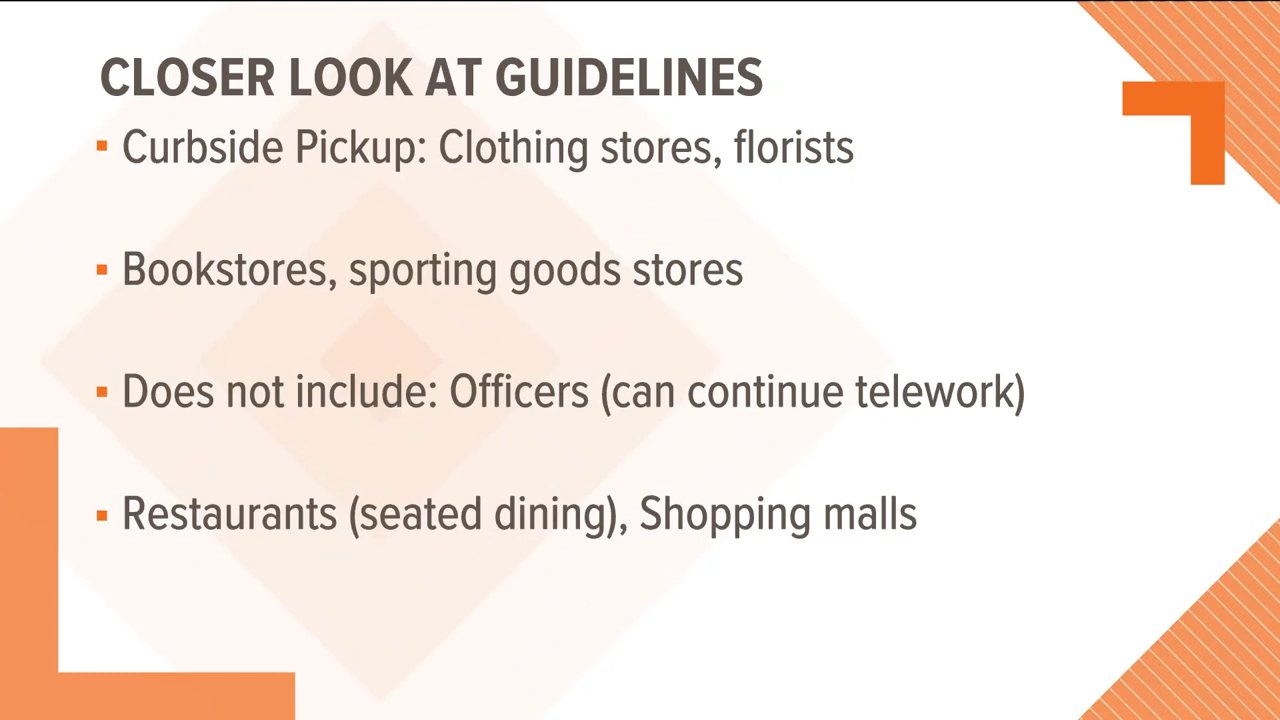 CLOSER LOOK AT GUIDELINES
▪ Curbside Pickup: Clothing stores, florists
▪ Bookstores, sporting goods stores
▪ Does not include: Officers (can continue telework)
▪ Restaurants (seated dining), Shopping malls